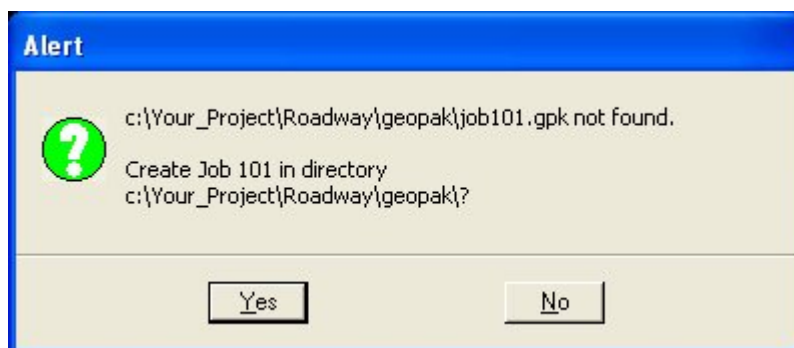 Alert
c:\Your_Project\Roadway\geopak\job101.gpk not found.
Create Job 101 in directory
c:\Your_Project\Roadway\geopak\?
Yes
No